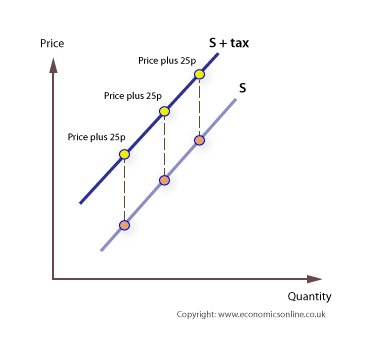 Price
S + tax
Price plus 25p
S
Price plus 25p
Price plus 25p
Quantity
Copyright: www.economicsonline.co.uk